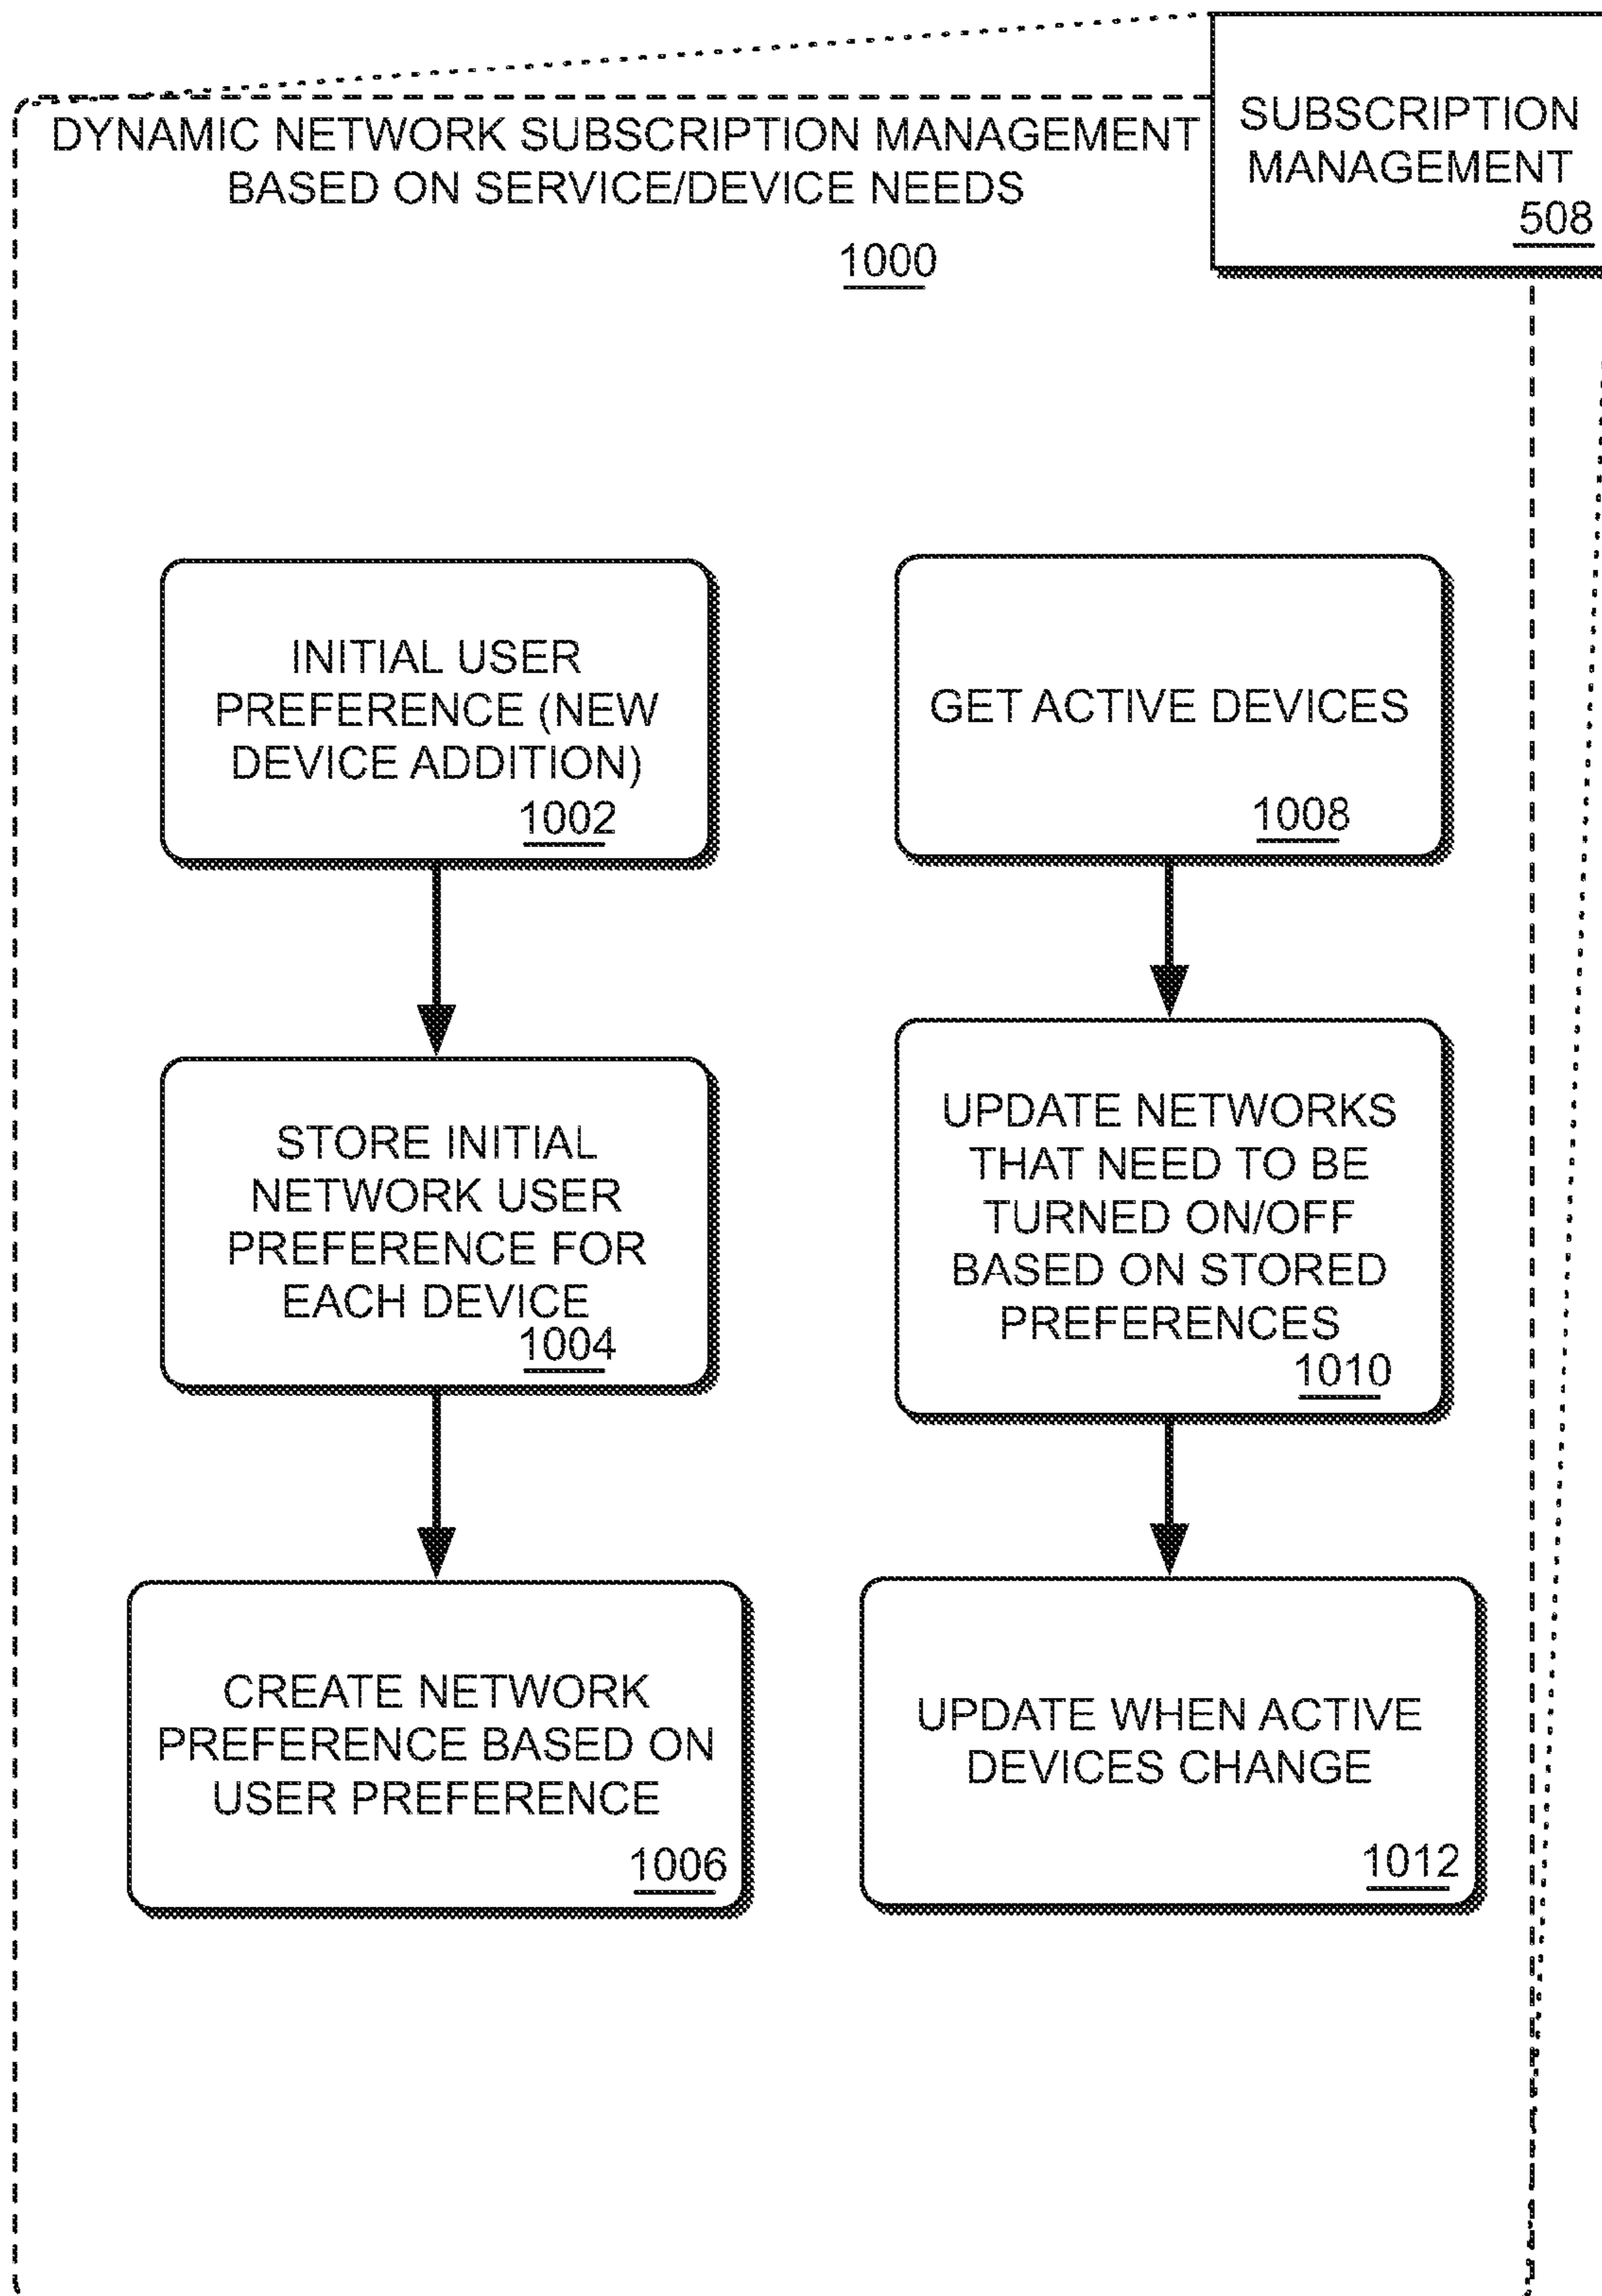 DYNAMIC NETWORK SUBSCRIPTION MANAGEMENT
BASED ON SERVICE/DEVICE NEEDS
1000
SUBSCRIPTION
MANAGEMENT
508
INITIAL USER
PREFERENCE (NEW
DEVICE ADDITION)
1002
STORE INITIAL
NETWORK USER
PREFERENCE FOR
EACH DEVICE
1004
CREATE NETWORK
PREFERENCE BASED ON
USER PREFERENCE
1006
GET ACTIVE DEVICES
1008
UPDATE NETWORKS
THAT NEED TO BE
TURNED ON/OFF
BASED ON STORED
PREFERENCES
1010
UPDATE WHEN ACTIVE
DEVICES CHANGE
1012